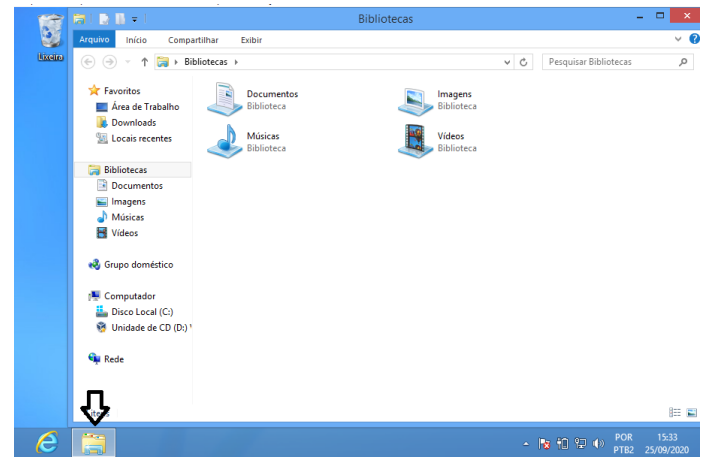 Bibliotecas
Arquivo Início Compartilhar Exibir
Lixeira
Bibliotecas
Pesquisar Bibliotecas
Favoritos
Área de Trabalho
Downloads
Locais recentes
Bibliotecas
Documentos
Imagens
Músicas
Vídeos
Grupo doméstico
Computador
Disco Local (C:)
Unidade de CD (D:)
Rede
Documentos
Biblioteca
Imagens
Biblioteca
Músicas
Biblioteca
Vídeos
Biblioteca
POR 15:33
PTB2 25/09/2020